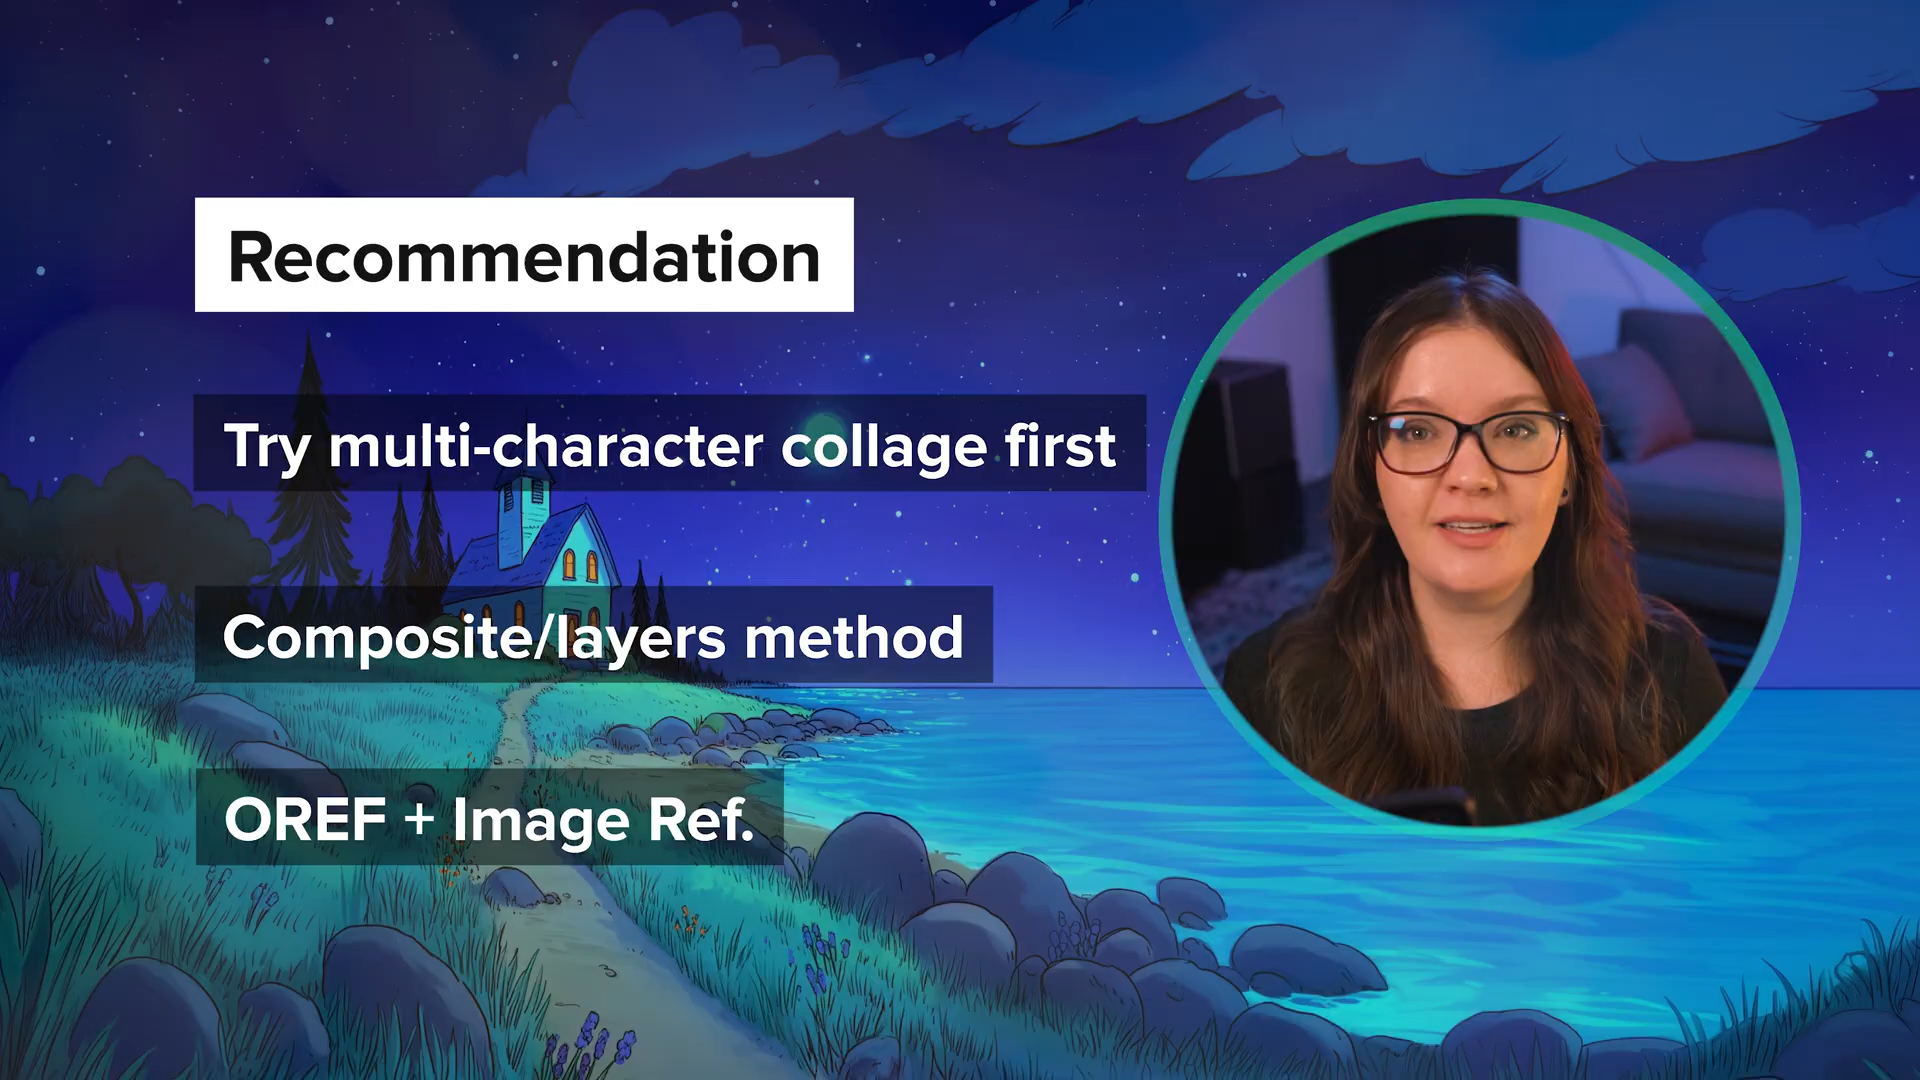 Recommendation
Try multi-character collage first
Composite/layers method
OREF + Image Ref.